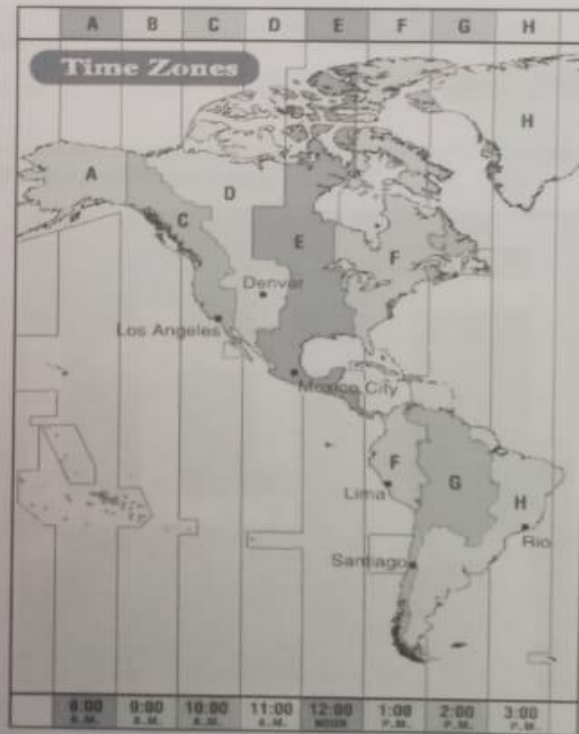 A B C D E F G H
Time Zones
H
A
D
C
E
F
Denver
Los Angeles
Mexico City
F
G
H
Lima
Rio
Santiago
8:00 9:00 10:00 11:00 12:00 1:00 2:00 3:00
A.M. A.M. A.M. A.M. NOON P.M. P.M. P.M.